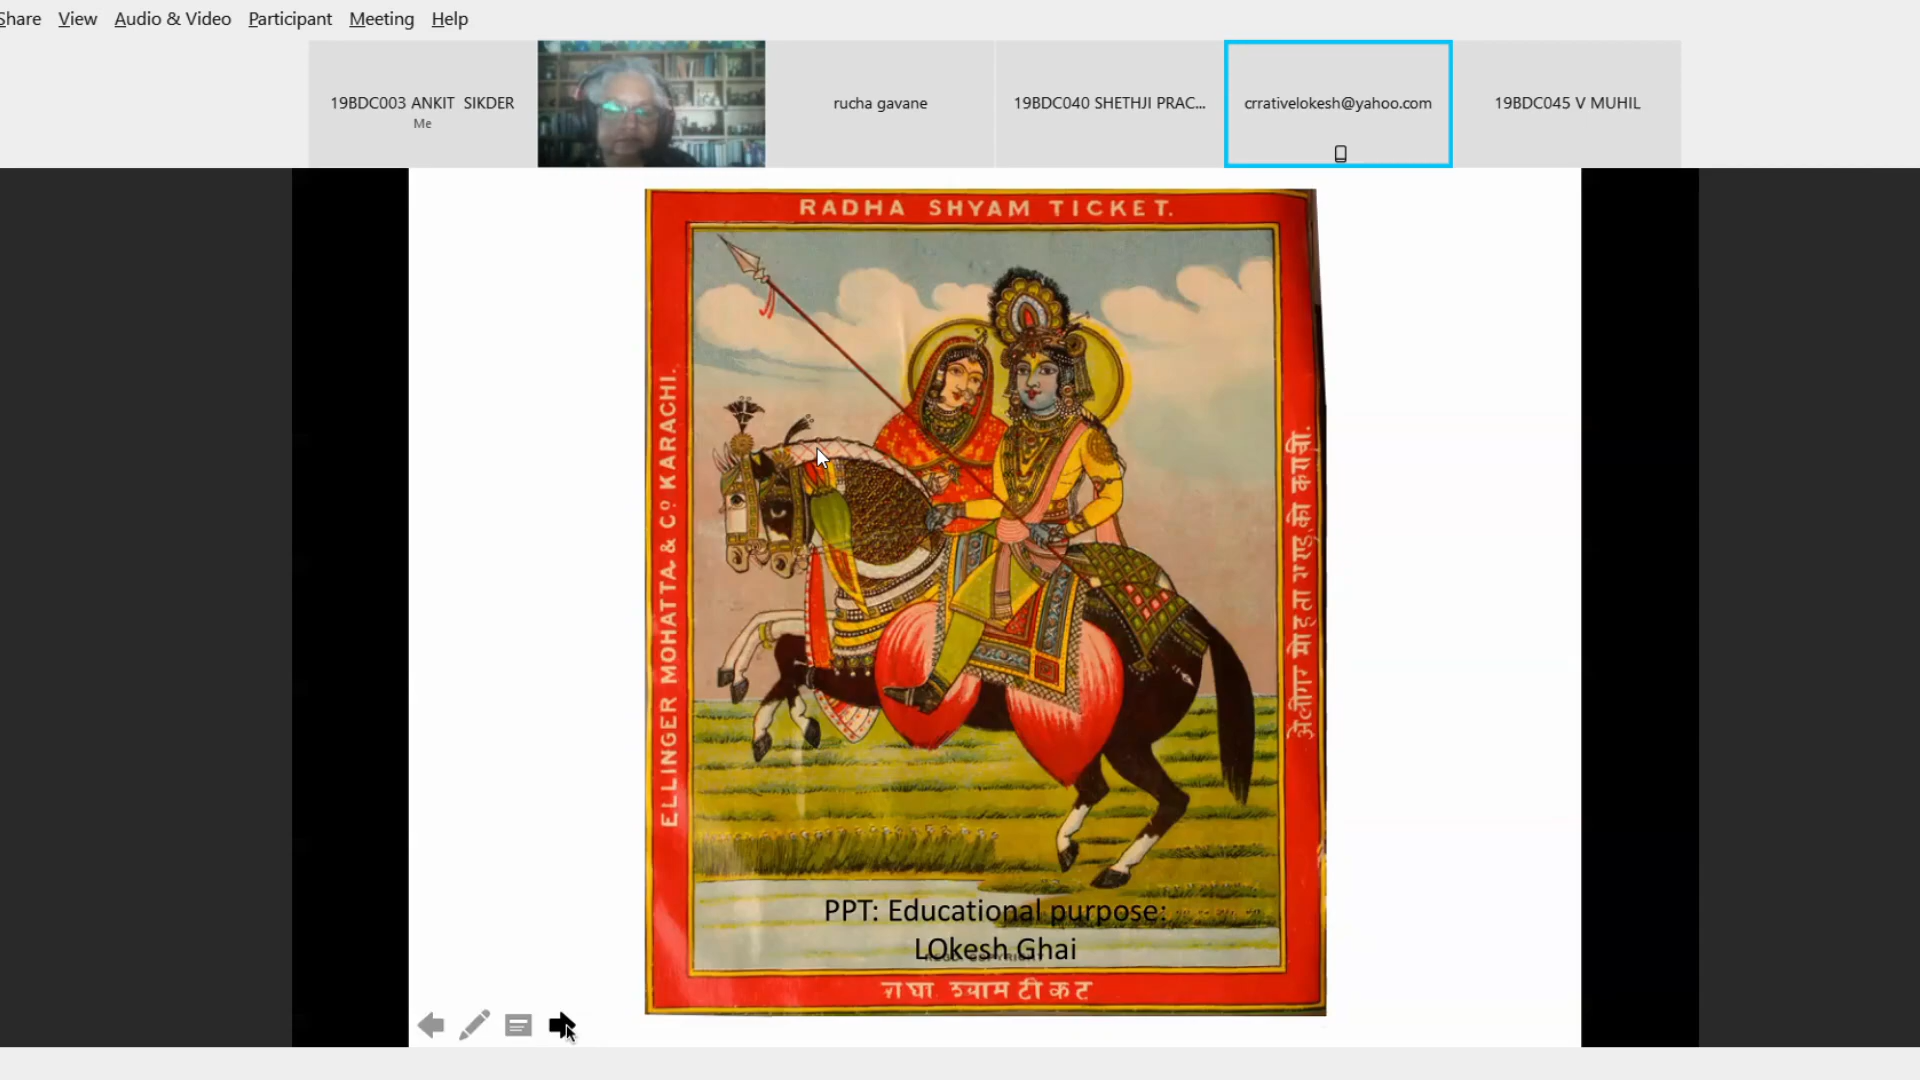 Share View Audio & Video Participant Meeting Help
19BDC003 ANKIT SIKDER
Me
rucha gavane
19BDC040 SHETHJI PRAC...
crrativelokesh@yahoo.com
19BDC045 V MUHIL
RADHA SHYAM TICKET.
ELLINGER MOHATTA & Cº KARACHI.
PPT: Educational purpose:
LOkesh Ghai
राधा श्याम टीकट